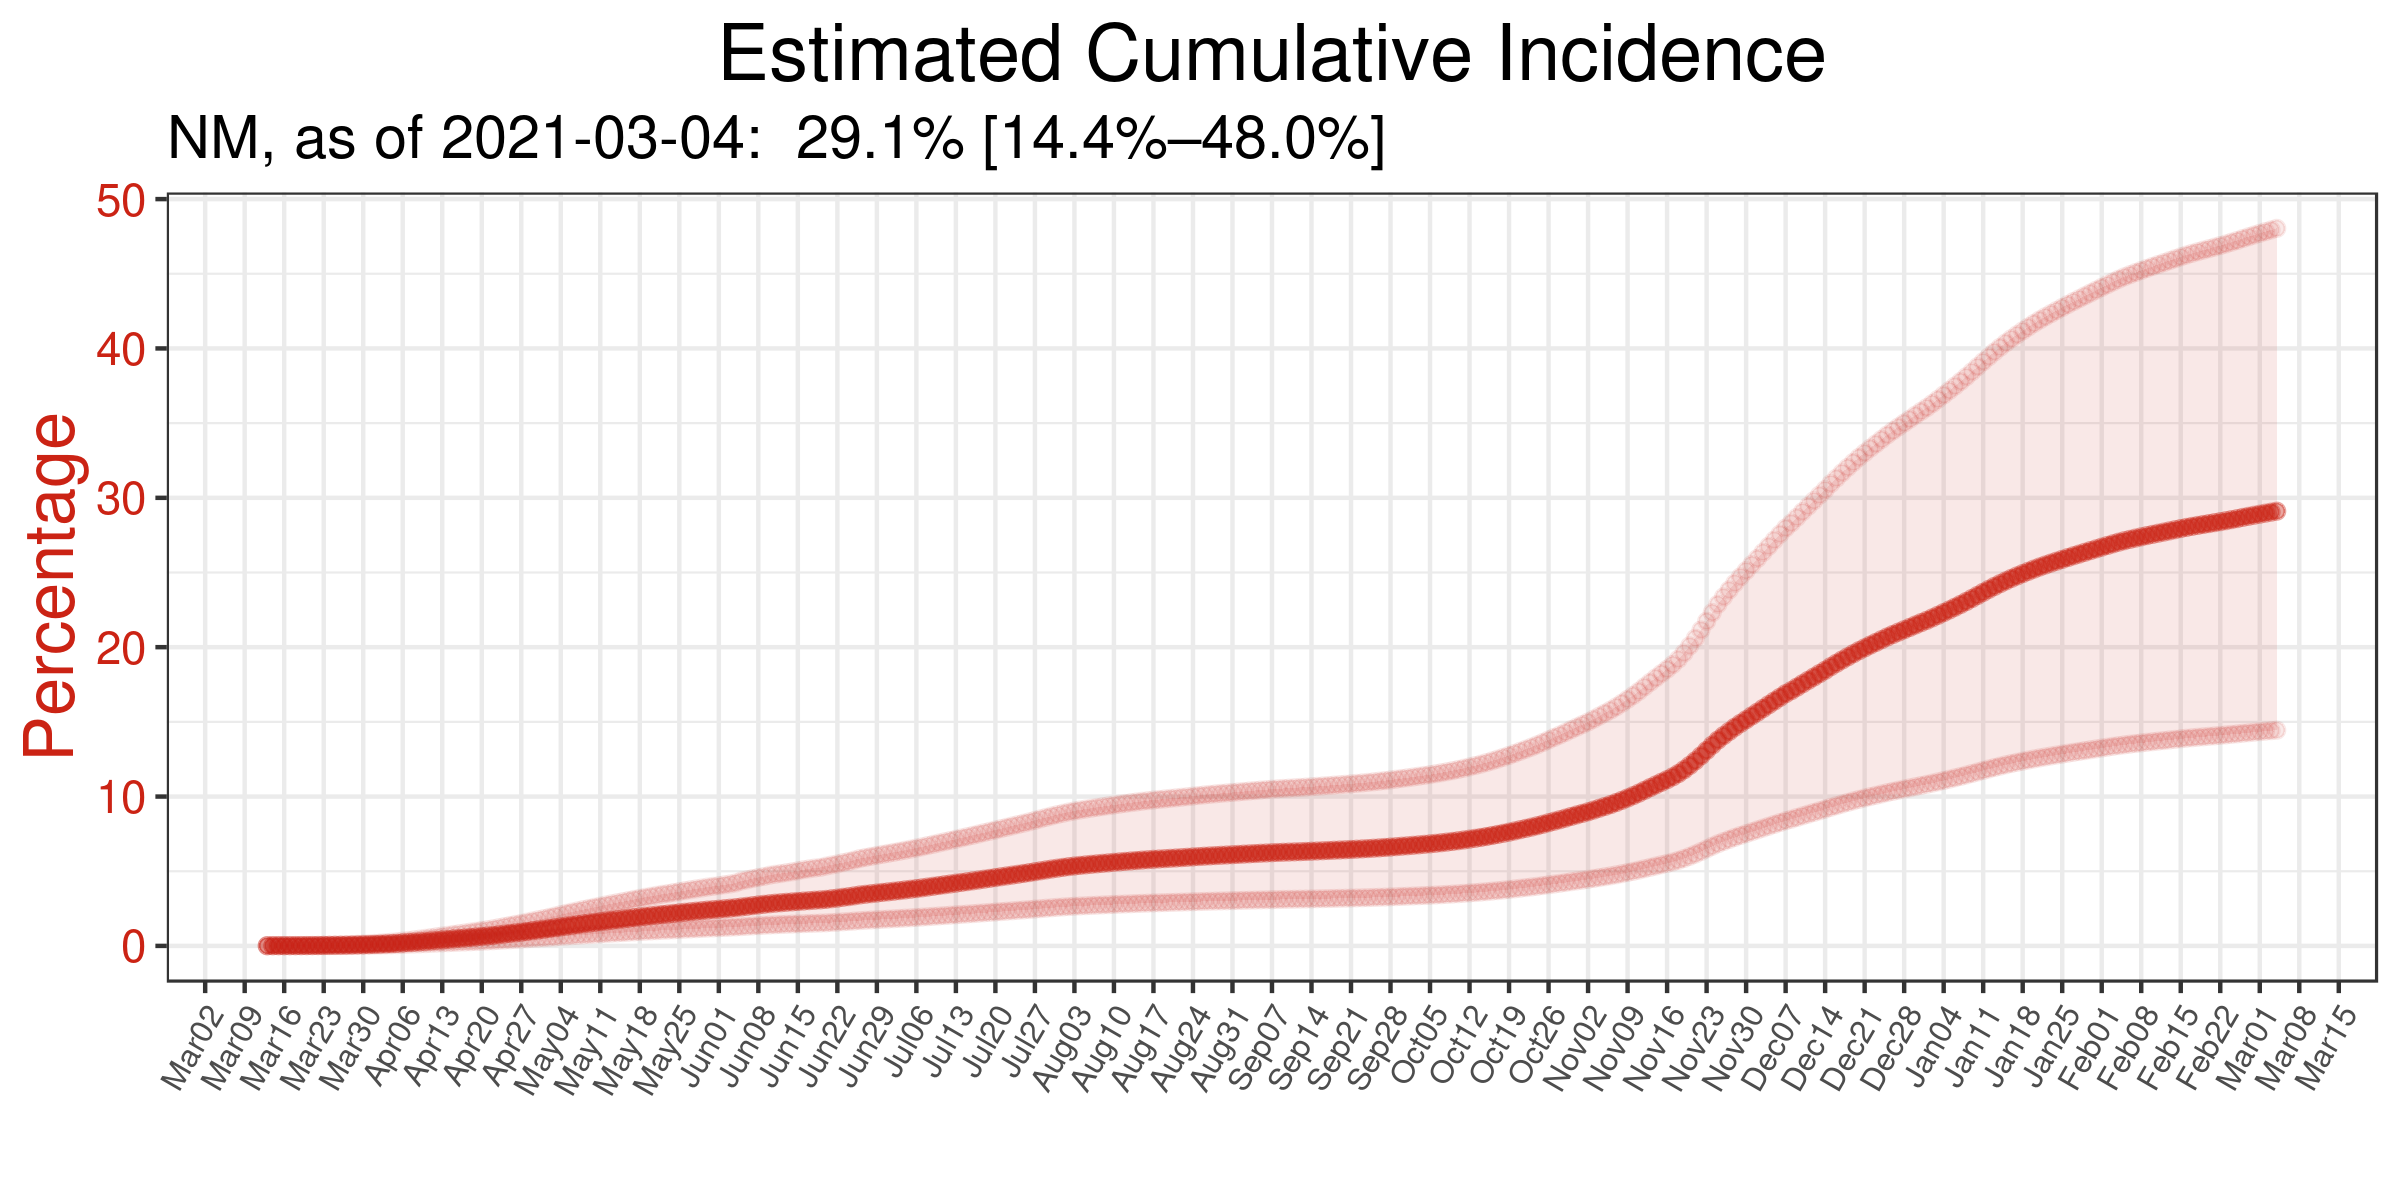 Estimated Cumulative Incidence
NM, as of 2021-03-04:  29.1% [14.4%–48.0%]
Percentage
50
40
30
20
10
0
Mar02
Mar09
Mar16
Mar23
Mar30
Apr06
Apr13
Apr20
Apr27
May04
May11
May18
May25
Jun01
Jun08
Jun15
Jun22
Jun29
Jul06
Jul13
Jul20
Jul27
Aug03
Aug10
Aug17
Aug24
Aug31
Sep07
Sep14
Sep21
Sep28
Oct05
Oct12
Oct19
Oct26
Nov02
Nov09
Nov16
Nov23
Nov30
Dec07
Dec14
Dec21
Dec28
Jan04
Jan11
Jan18
Jan25
Feb01
Feb08
Feb15
Feb22
Mar01
Mar08
Mar15